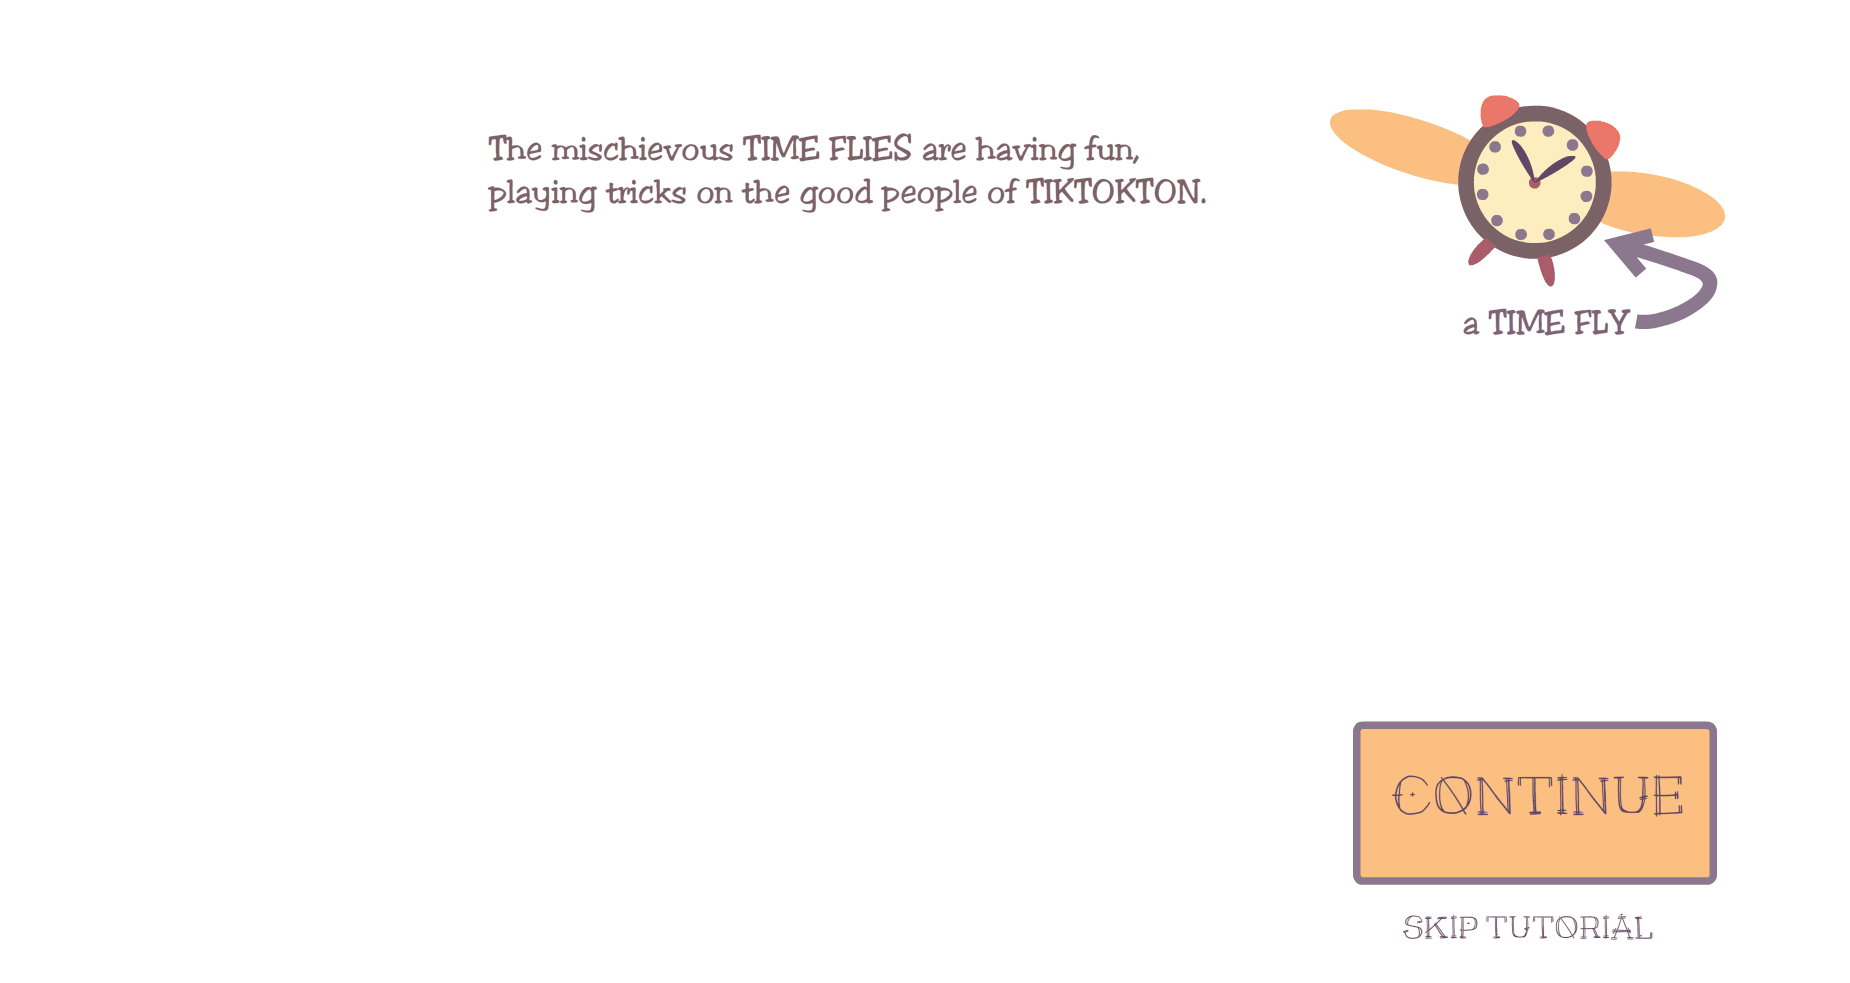 The mischievous TIME FLIES are having fun,
playing tricks on the good people of TIKTOKTON.
a TIME FLY
CONTINUE
SKIP TUTORIAL